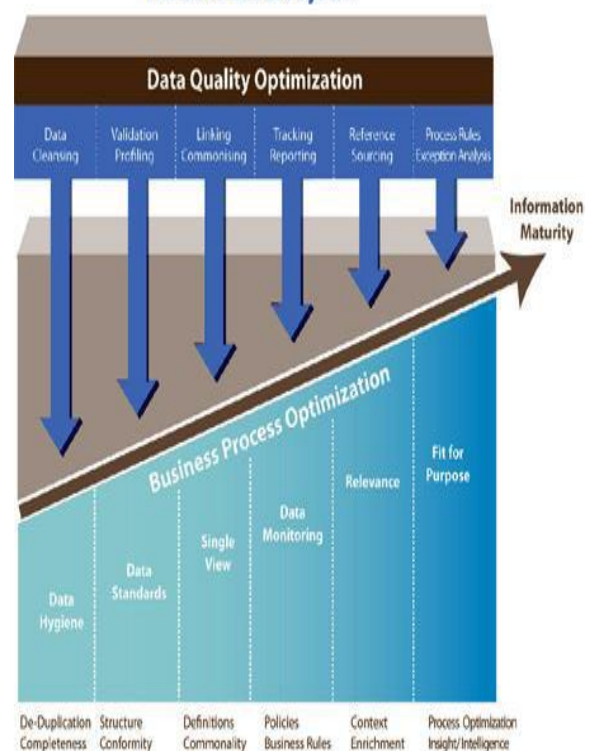 Data Quality Optimization
Data
Cleansing
Validation
Profiling
Linking
Commonising
Tracking
Reporting
Reference
Sourcing
Process Rules
Exception Analysis
Information
Maturity
Business Process Optimization
Data
Hygiene
Data
Standards
Single
View
Data
Monitoring
Relevance
Fit for
Purpose
De-Duplication
Completeness
Structure
Conformity
Definitions
Commonality
Policies
Business Rules
Context
Enrichment
Process Optimization
Insight/Intelligence